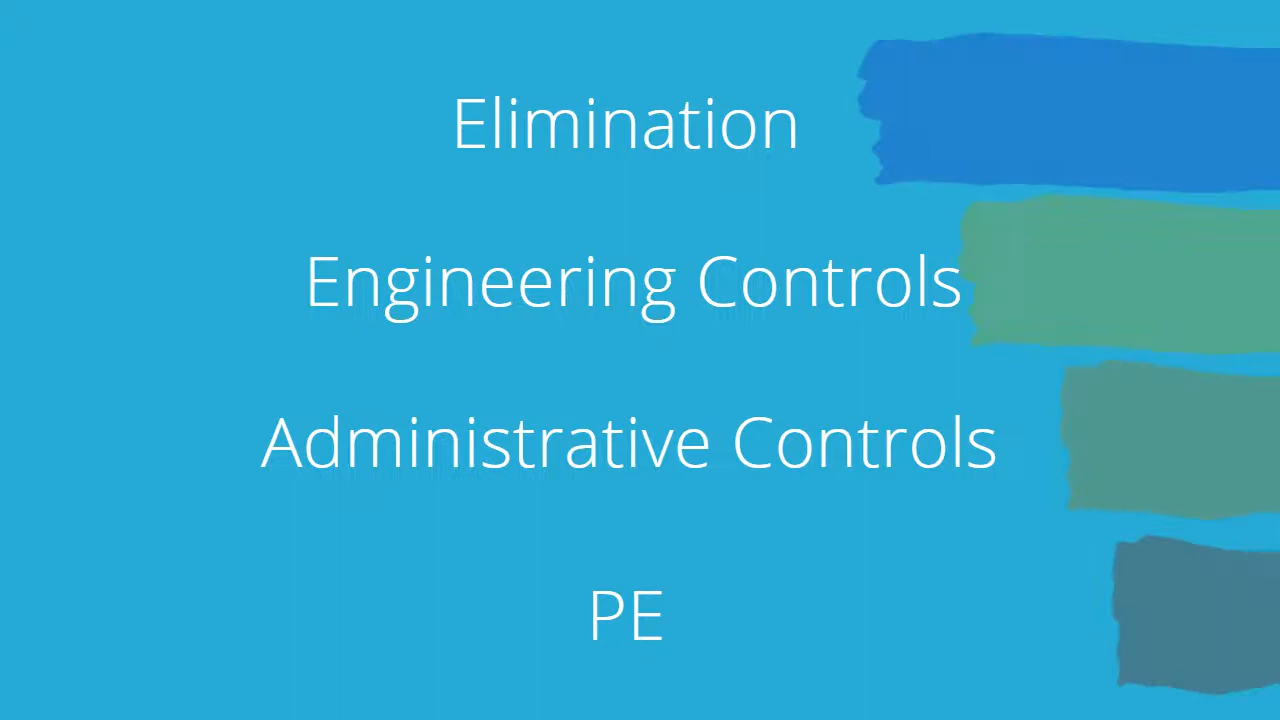 Elimination
Engineering Controls
Administrative Controls
PE